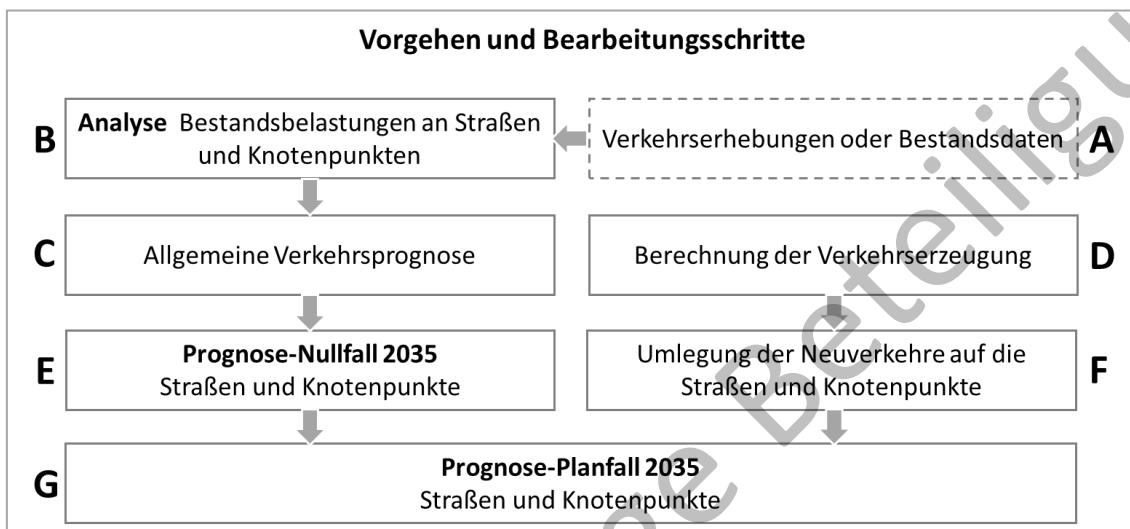 Vorgehen und Bearbeitungsschritte
B
Analyse Bestandsbelastungen an Straßen
und Knotenpunkten
Verkehrserhebungen oder Bestandsdaten
A
C
Allgemeine Verkehrsprognose
Berechnung der Verkehrserzeugung
D
E
Prognose-Nullfall 2035
Straßen und Knotenpunkte
Umlegung der Neuverkehre auf die
Straßen und Knotenpunkte
F
G
Prognose-Planfall 2035
Straßen und Knotenpunkte